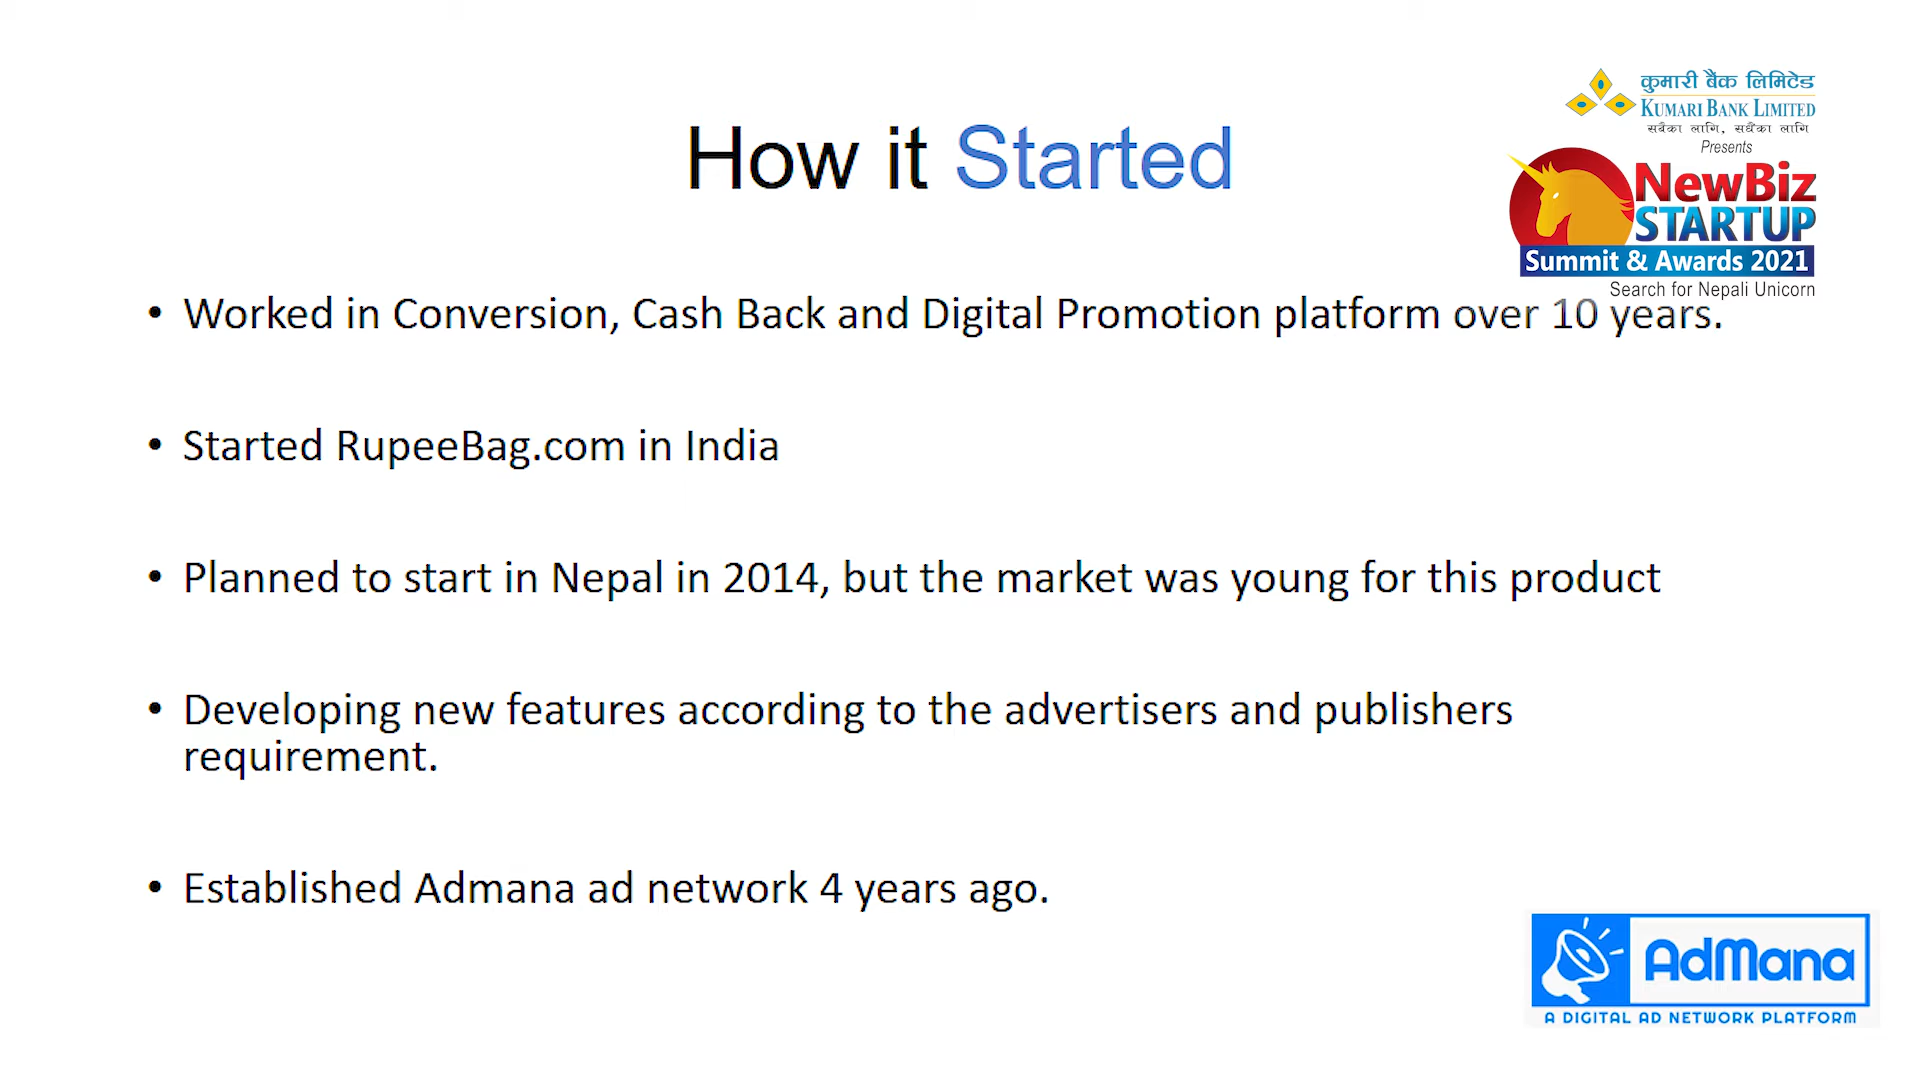 कुमारी बैंक लिमिटेड
KUMARI BANK LIMITED
सबैका लागि, सधैंका लागि
Presents
NewBiz
STARTUP
Summit & Awards 2021
Search for Nepali Unicorn
How it Started
• Worked in Conversion, Cash Back and Digital Promotion platform over 10 years.
• Started RupeeBag.com in India
• Planned to start in Nepal in 2014, but the market was young for this product
• Developing new features according to the advertisers and publishers
requirement.
• Established Admana ad network 4 years ago.
AdMana
A DIGITAL AD NETWORK PLATFORM